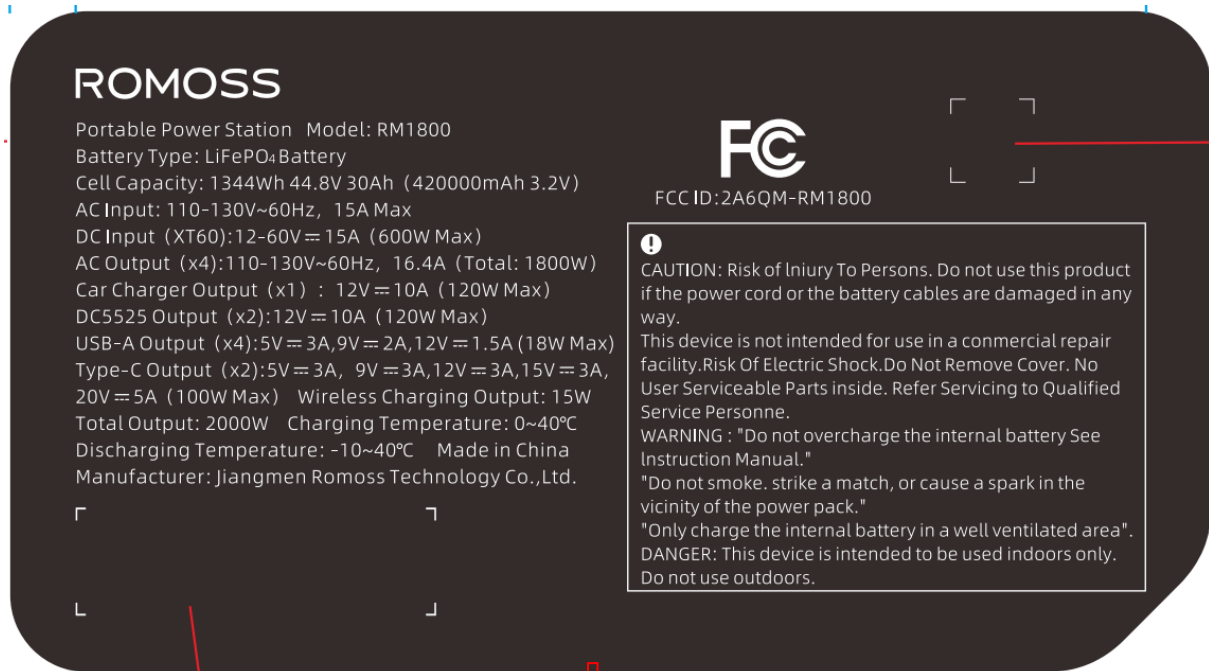 ROMOSS
Portable Power Station Model: RM1800
Battery Type: LiFePO₄ Battery
Cell Capacity: 1344Wh 44.8V 30Ah (420000mAh 3.2V)
AC Input: 110-130V~60Hz, 15A Max
DC Input (XT60):12-60V⎓15A (600W Max)
AC Output (x4):110-130V~60Hz, 16.4A (Total: 1800W)
Car Charger Output (x1) : 12V⎓10A (120W Max)
DC5525 Output (x2):12V⎓10A (120W Max)
USB-A Output (x4):5V⎓3A,9V⎓2A,12V⎓1.5A (18W Max)
Type-C Output (x2):5V⎓3A, 9V⎓3A,12V⎓3A,15V⎓3A,
20V⎓5A (100W Max) Wireless Charging Output: 15W
Total Output: 2000W Charging Temperature: 0~40℃
Discharging Temperature: -10~40℃ Made in China
Manufacturer: Jiangmen Romoss Technology Co.,Ltd.
FC
FCC ID:2A6QM-RM1800
CAUTION: Risk of lniury To Persons. Do not use this product
if the power cord or the battery cables are damaged in any
way.
This device is not intended for use in a conmercial repair
facility.Risk Of Electric Shock.Do Not Remove Cover. No
User Serviceable Parts inside. Refer Servicing to Qualified
Service Personne.
WARNING : "Do not overcharge the internal battery See
lnstruction Manual."
"Do not smoke. strike a match, or cause a spark in the
vicinity of the power pack."
"Only charge the internal battery in a well ventilated area".
DANGER: This device is intended to be used indoors only.
Do not use outdoors.